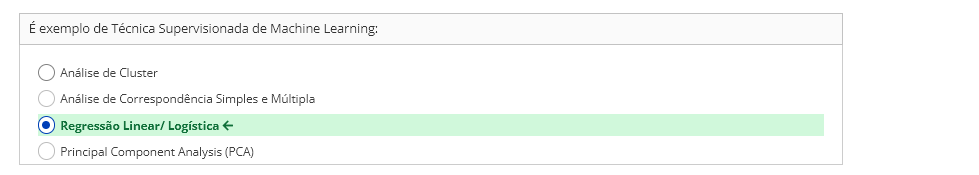 É exemplo de Técnica Supervisionada de Machine Learning:
Análise de Cluster
Análise de Correspondência Simples e Múltipla
Regressão Linear/ Logística ←
Principal Component Analysis (PCA)